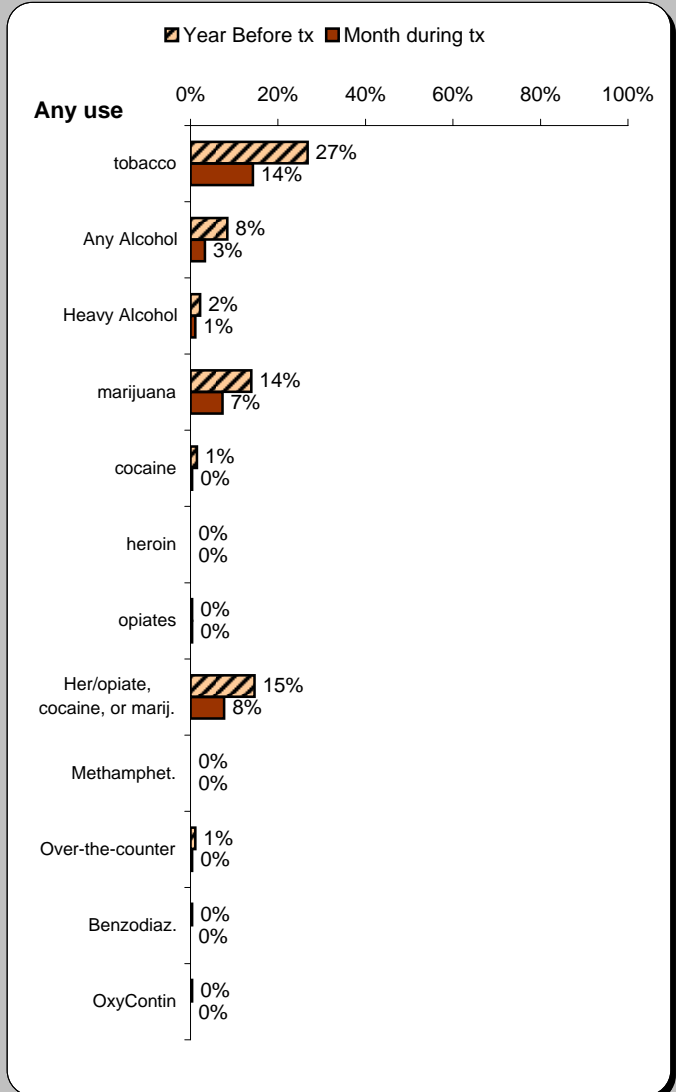 Year Before tx Month during tx
Any use
0% 20% 40% 60% 80% 100%
tobacco
27%
14%
Any Alcohol
8%
3%
Heavy Alcohol
2%
1%
marijuana
14%
7%
cocaine
1%
0%
heroin
0%
0%
opiates
0%
0%
Her/opiate,
cocaine, or marij.
15%
8%
Methamphet.
0%
0%
Over-the-counter
1%
0%
Benzodiaz.
0%
0%
OxyContin
0%
0%